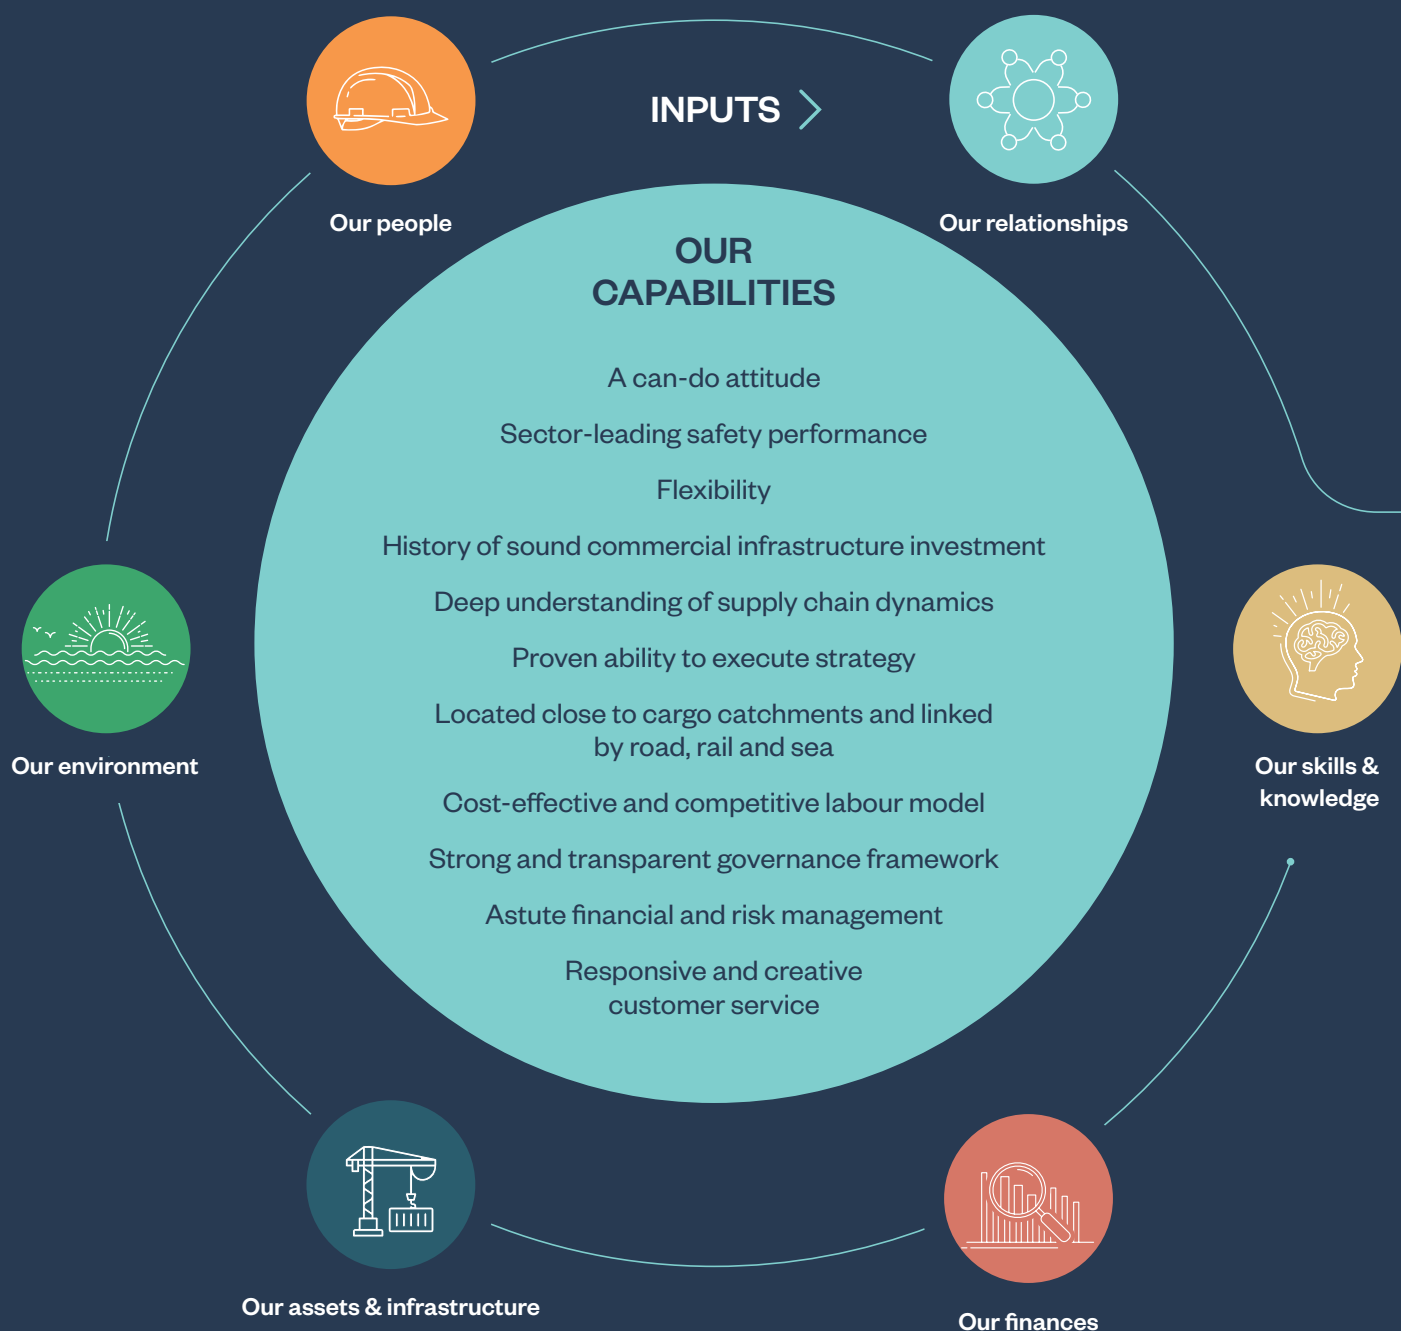 INPUTS
Our people
Our relationships
OUR
CAPABILITIES
A can-do attitude
Sector-leading safety performance
Flexibility
History of sound commercial infrastructure investment
Deep understanding of supply chain dynamics
Proven ability to execute strategy
Located close to cargo catchments and linked
by road, rail and sea
Cost-effective and competitive labour model
Strong and transparent governance framework
Astute financial and risk management
Responsive and creative
customer service
Our environment
Our skills &
knowledge
Our assets & infrastructure
Our finances